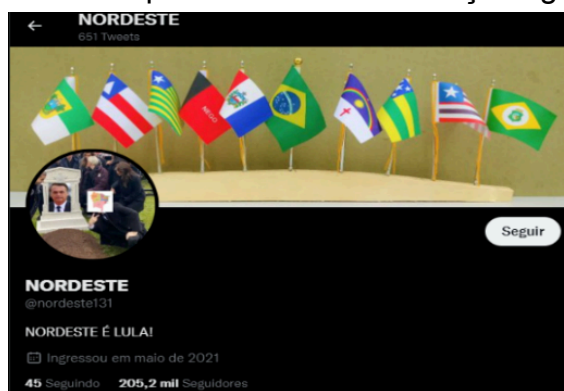 NORDESTE
651 Tweets
NEGO
Seguir
NORDESTE
@nordeste131
NORDESTE É LULA!
Ingressou em maio de 2021
45 Seguindo 205,2 mil Seguidores